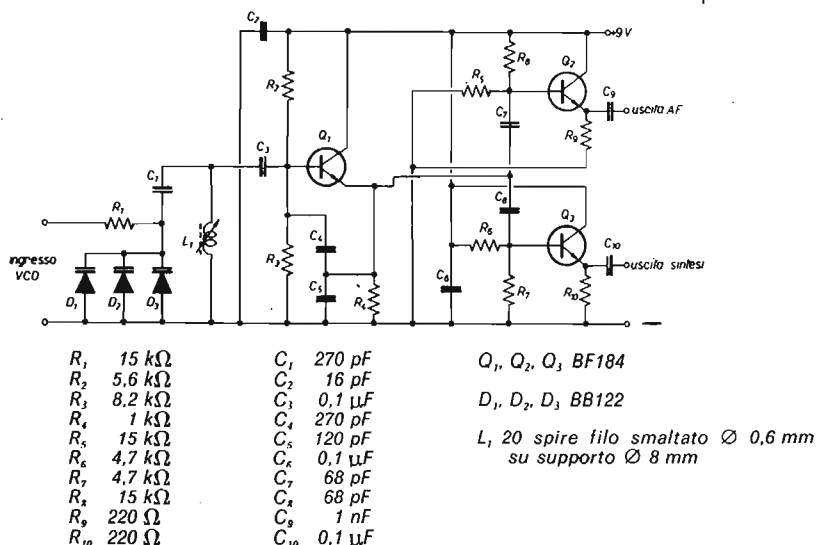 C₂
+9V
R₈
Q₂
R₂
R₅
C₉
uscita AF
Q₁
C₇
C₃
R₉
C₁
R₁
L₁
C₈
Q₃
ingresso
VCO
C₄
R₆
C₁₀
uscita sintesi
R₃
C₆
D₁
D₂
D₃
C₅
R₄
R₇
R₁₀
R₁ 15 kΩ
R₂ 5,6 kΩ
R₃ 8,2 kΩ
R₄ 1 kΩ
R₅ 15 kΩ
R₆ 4,7 kΩ
R₇ 4,7 kΩ
R₈ 15 kΩ
R₉ 220 Ω
R₁₀ 220 Ω
C₁ 270 pF
C₂ 16 pF
C₃ 0,1 µF
C₄ 270 pF
C₅ 120 pF
C₆ 0,1 µF
C₇ 68 pF
C₈ 68 pF
C₉ 1 nF
C₁₀ 0,1 µF
Q₁, Q₂, Q₃ BF184
D₁, D₂, D₃ BB122
L₁ 20 spire filo smaltato Ø 0,6 mm
su supporto Ø 8 mm